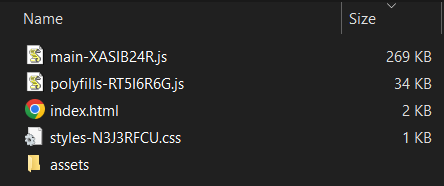 Name Size
main-XASIB24R.js 269 KB
polyfills-RT5I6R6G.js 34 KB
index.html 2 KB
styles-N3J3RFCU.css 1 KB
assets